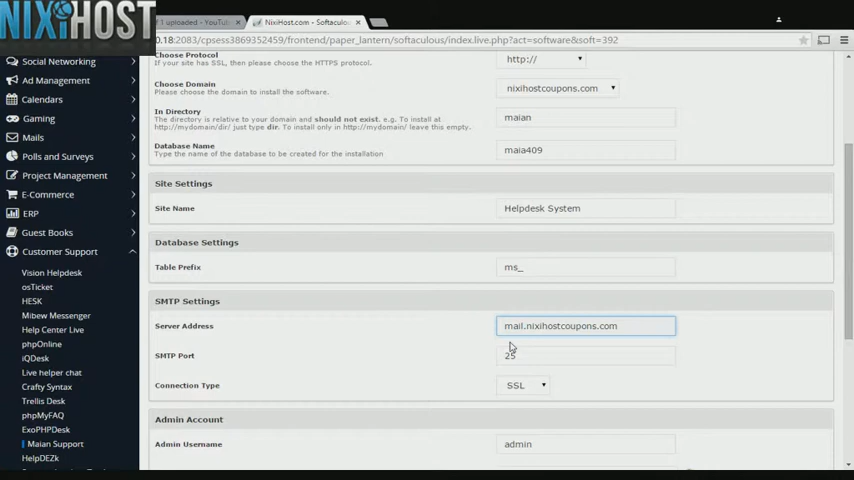 NIXIHOST
1 uploaded - YouTu
NixiHost.com - Softaculous
0.18:2083/cpsess3869352459/frontend/paper_lantern/softaculous/index.live.php?act=software&soft=392
Social Networking
Ad Management
Calendars
Gaming
Mails
Polls and Surveys
Project Management
E-Commerce
ERP
Guest Books
Customer Support
Vision Helpdesk
osTicket
HESK
Mibew Messenger
Help Center Live
phpOnline
iQDesk
Live helper chat
Crafty Syntax
Trellis Desk
phpMyFAQ
ExoPHPDesk
Maian Support
HelpDEZk
Choose Protocol
If your site has SSL, then please choose the HTTPS protocol.
http://
Choose Domain
Please choose the domain to install the software.
nixihostcoupons.com
In Directory
The directory is relative to your domain and should not exist. e.g. To install at
http://mydomain/dir/ just type dir. To install only in http://mydomain/ leave this empty.
maian
Database Name
Type the name of the database to be created for the installation
maia409
Site Settings
Site Name
Helpdesk System
Database Settings
Table Prefix
ms_
SMTP Settings
Server Address
mail.nixihostcoupons.com
SMTP Port
25
Connection Type
SSL
Admin Account
Admin Username
admin